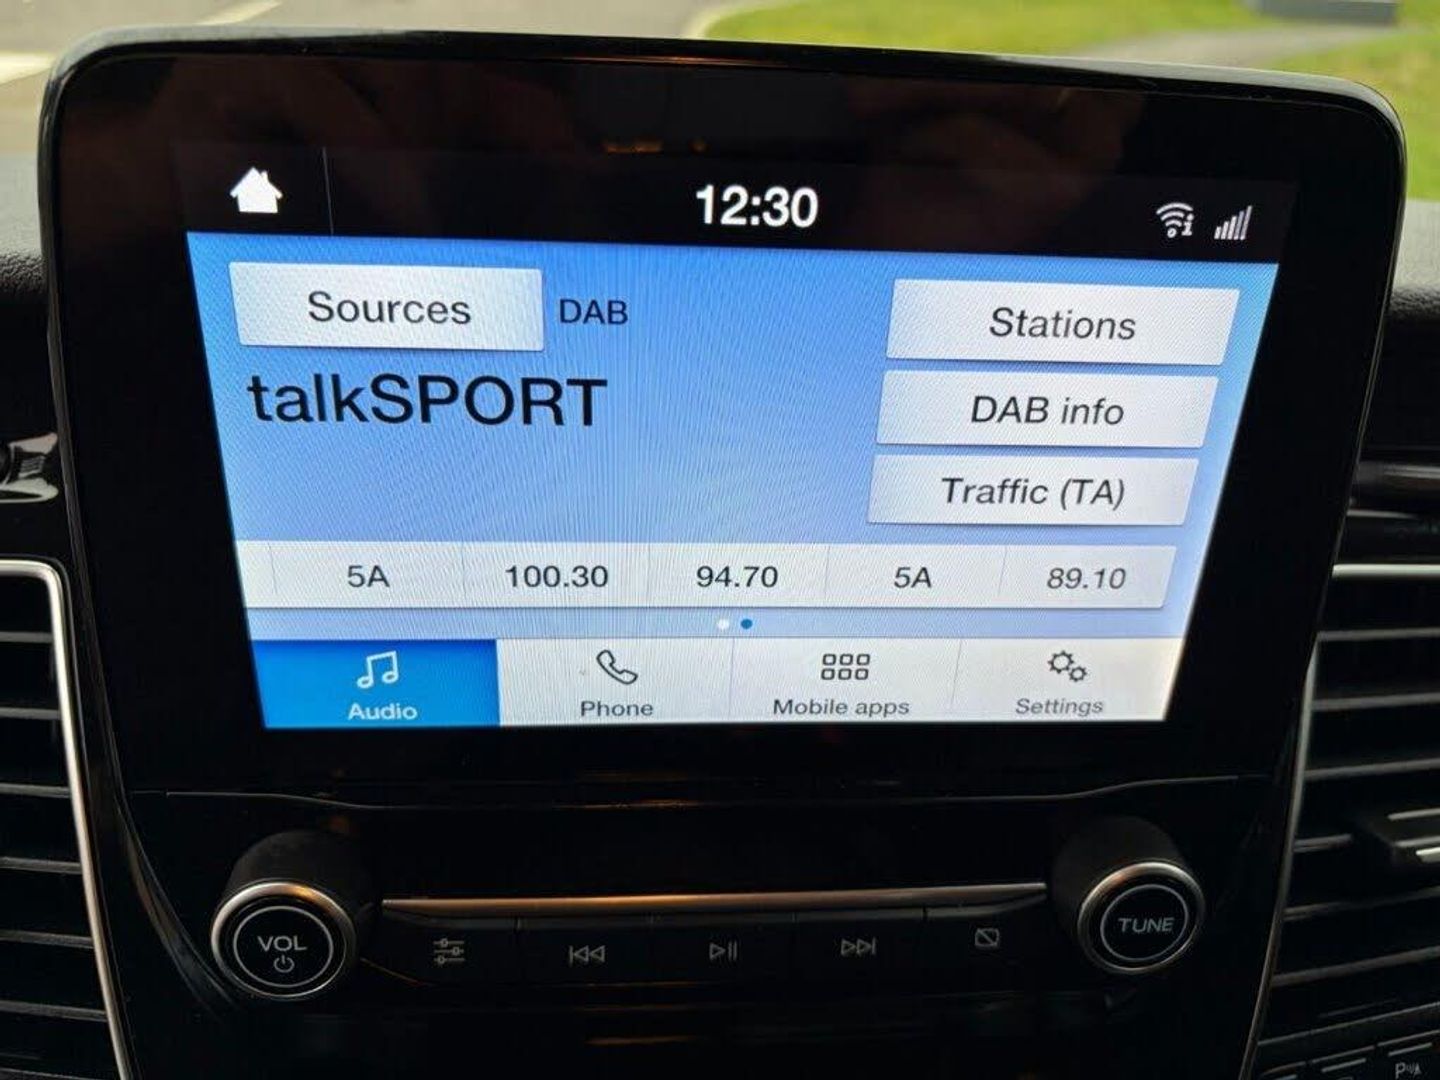 12:30
Sources DAB Stations
talkSPORT
DAB info
Traffic (TA)
5A 100.30 94.70 5A 89.10
Audio Phone Mobile apps Settings
VOL TUNE
P